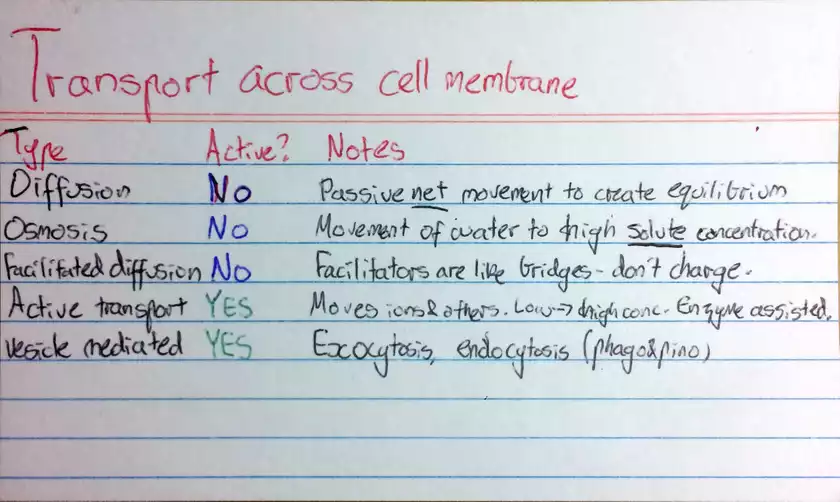 Transport across cell membrane
Type Active? Notes
Diffusion No Passive net movement to create equilibrium
Osmosis No Movement of water to high solute concentration.
Facilitated diffusion No Facilitators are like bridges - don't change.
Active transport YES Moves ions & others. Low -> high conc. Enzyme assisted.
vesicle mediated YES Exocytosis, endocytosis (phago & pino)